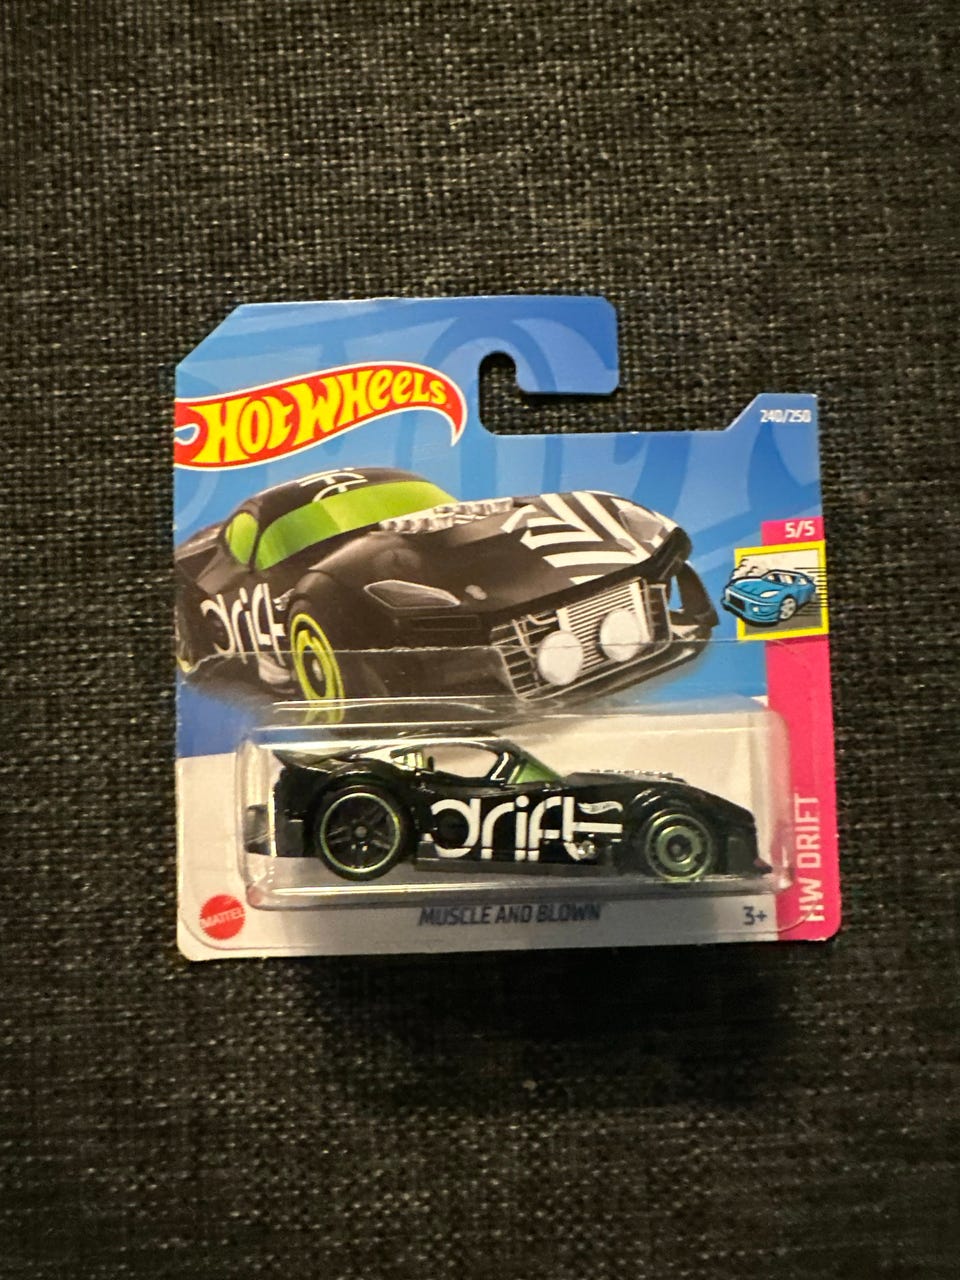 HOT WHEELS
240/250
5/5
drift
drift
HW DRIFT
MATTEL
MUSCLE AND BLOWN
3+